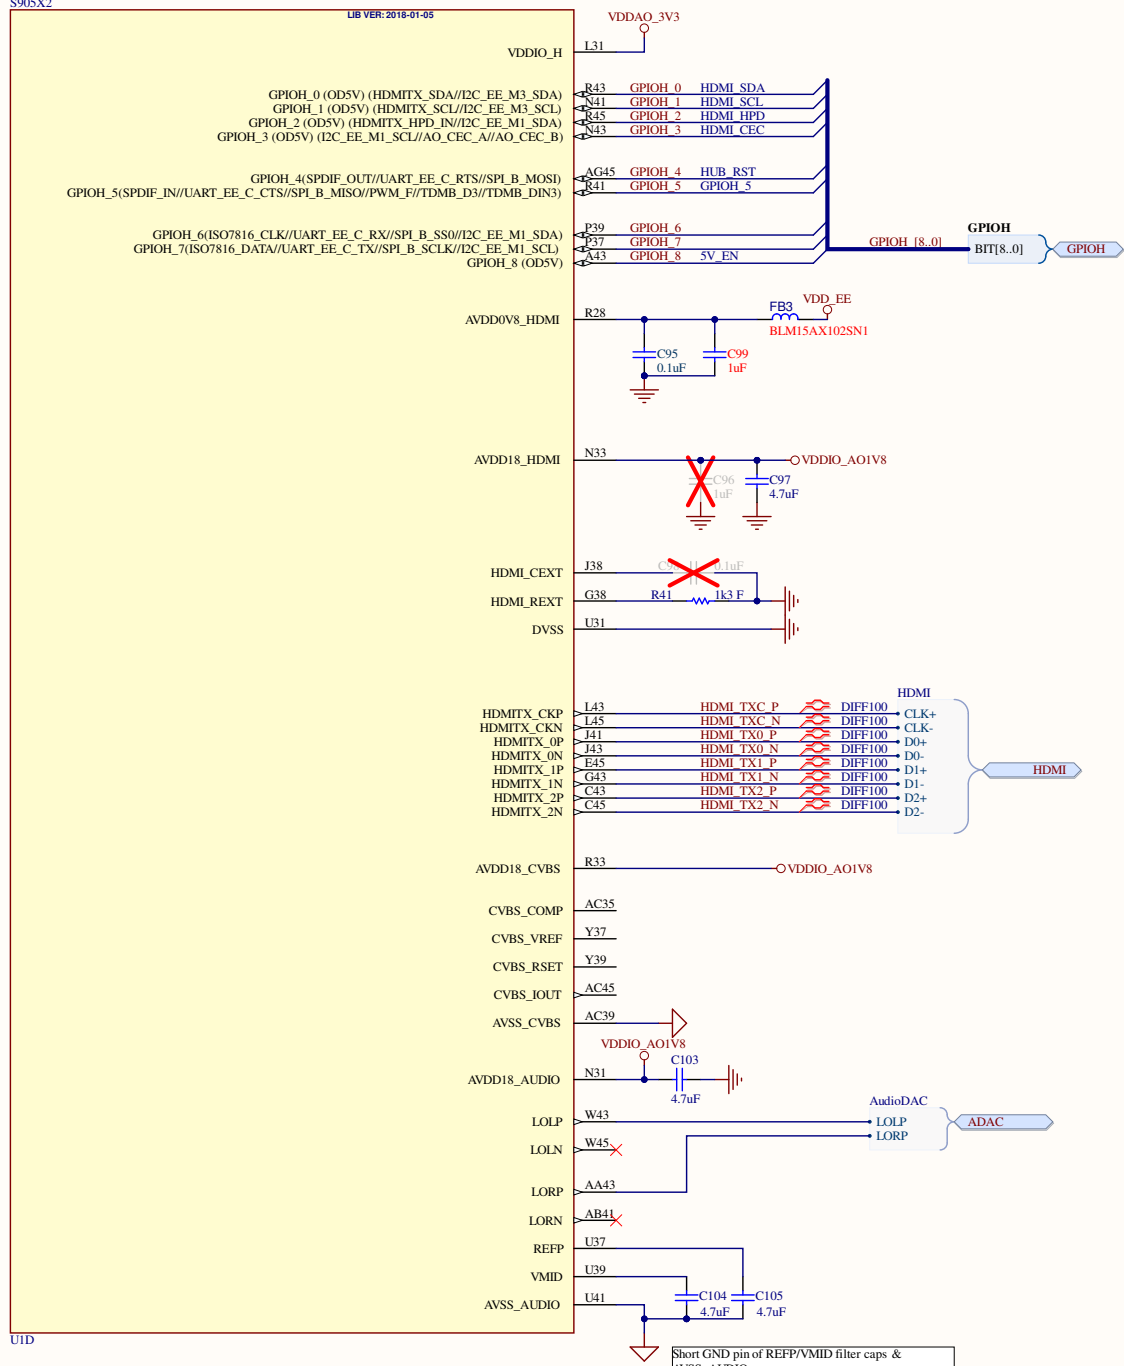 S905X2
LIB VER: 2018-01-05
VDDAO_3V3
VDDIO_H L31
GPIOH_0 (OD5V) (HDMITX_SDA//I2C_EE_M3_SDA) R43 GPIOH_0 HDMI_SDA
GPIOH_1 (OD5V) (HDMITX_SCL//I2C_EE_M3_SCL) N41 GPIOH_1 HDMI_SCL
GPIOH_2 (OD5V) (HDMITX_HPD_IN//I2C_EE_M1_SDA) R45 GPIOH_2 HDMI_HPD
GPIOH_3 (OD5V) (I2C_EE_M1_SCL//AO_CEC_A//AO_CEC_B) N43 GPIOH_3 HDMI_CEC
GPIOH_4(SPDIF_OUT//UART_EE_C_RTS//SPI_B_MOSI) AG45 GPIOH_4 HUB_RST
GPIOH_5(SPDIF_IN//UART_EE_C_CTS//SPI_B_MISO//PWM_F//TDMB_D3//TDMB_DIN3) R41 GPIOH_5 GPIOH_5
GPIOH_6(ISO7816_CLK//UART_EE_C_RX//SPI_B_SS0//I2C_EE_M1_SDA) P39 GPIOH_6
GPIOH
GPIOH_7(ISO7816_DATA//UART_EE_C_TX//SPI_B_SCLK//I2C_EE_M1_SCL) P37 GPIOH_7 GPIOH_[8..0] BIT[8..0] GPIOH
GPIOH_8 (OD5V) A43 GPIOH_8 5V_EN
FB3 VDD_EE
AVDD0V8_HDMI R28
BLM15AX102SN1
C95 C99
0.1uF 1uF
AVDD18_HDMI N33 VDDIO_AO1V8
C96 C97
1uF 4.7uF
HDMI_CEXT J38 0.1uF
HDMI_REXT G38 R41 1k3 F
DVSS U31
HDMI
HDMITX_CKP L43 HDMI_TXC_P DIFF100 CLK+
HDMITX_CKN L45 HDMI_TXC_N DIFF100 CLK-
HDMITX_0P J41 HDMI_TX0_P DIFF100 D0+
HDMITX_0N J43 HDMI_TX0_N DIFF100 D0-
HDMITX_1P E45 HDMI_TX1_P DIFF100 D1+ HDMI
HDMITX_1N G43 HDMI_TX1_N DIFF100 D1-
HDMITX_2P C43 HDMI_TX2_P DIFF100 D2+
HDMITX_2N C45 HDMI_TX2_N DIFF100 D2-
AVDD18_CVBS R33 VDDIO_AO1V8
CVBS_COMP AC35
CVBS_VREF Y37
CVBS_RSET Y39
CVBS_IOUT AC45
AVSS_CVBS AC39
VDDIO_AO1V8
C103
AVDD18_AUDIO N31
4.7uF
AudioDAC
LOLP W43 LOLP ADAC
LORP
LOLN W45
LORP AA43
LORN AB41
REFP U37
VMID U39
C104 C105
AVSS_AUDIO U41
4.7uF 4.7uF
U1D
Short GND pin of REFP/VMID filter caps &